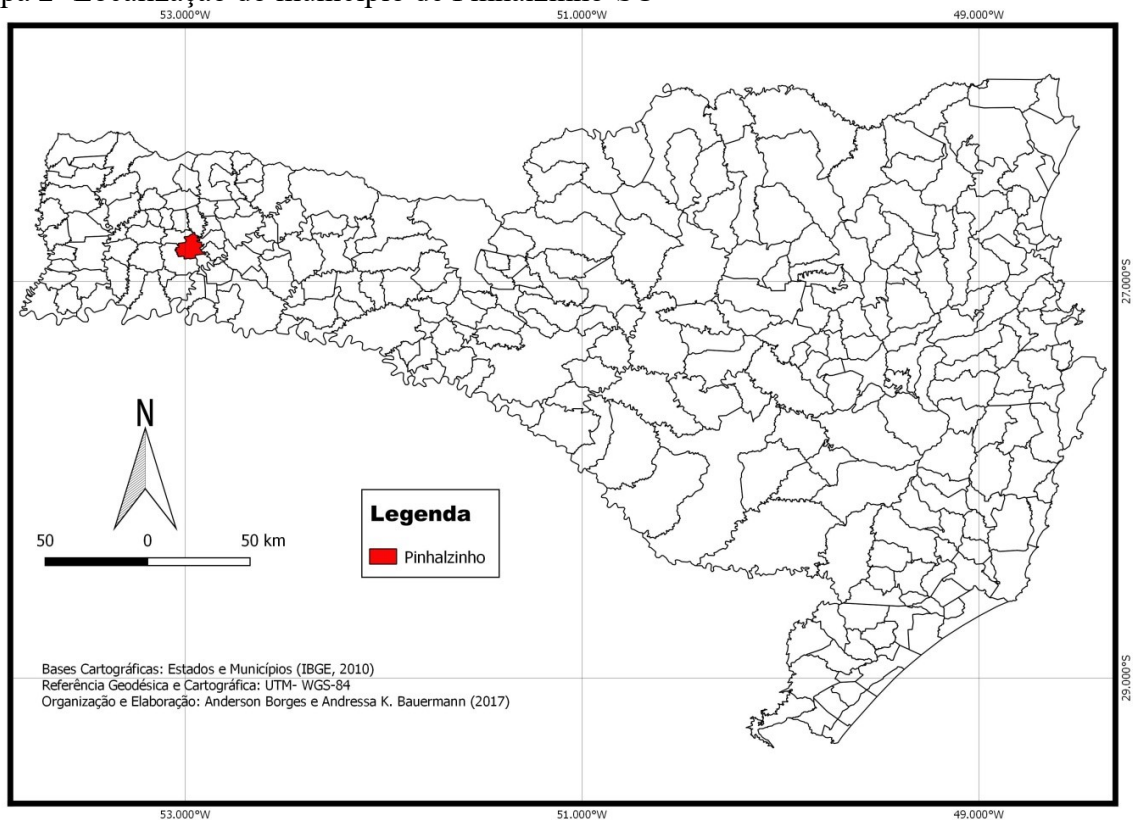 53.000°W 51.000°W 49.000°W
27.000°S
N
50 0 50 km
Legenda
Pinhalzinho
Bases Cartográficas: Estados e Municípios (IBGE, 2010)
Referência Geodésica e Cartográfica: UTM- WGS-84
Organização e Elaboração: Anderson Borges e Andressa K. Bauermann (2017)
29.000°S
53.000°W 51.000°W 49.000°W